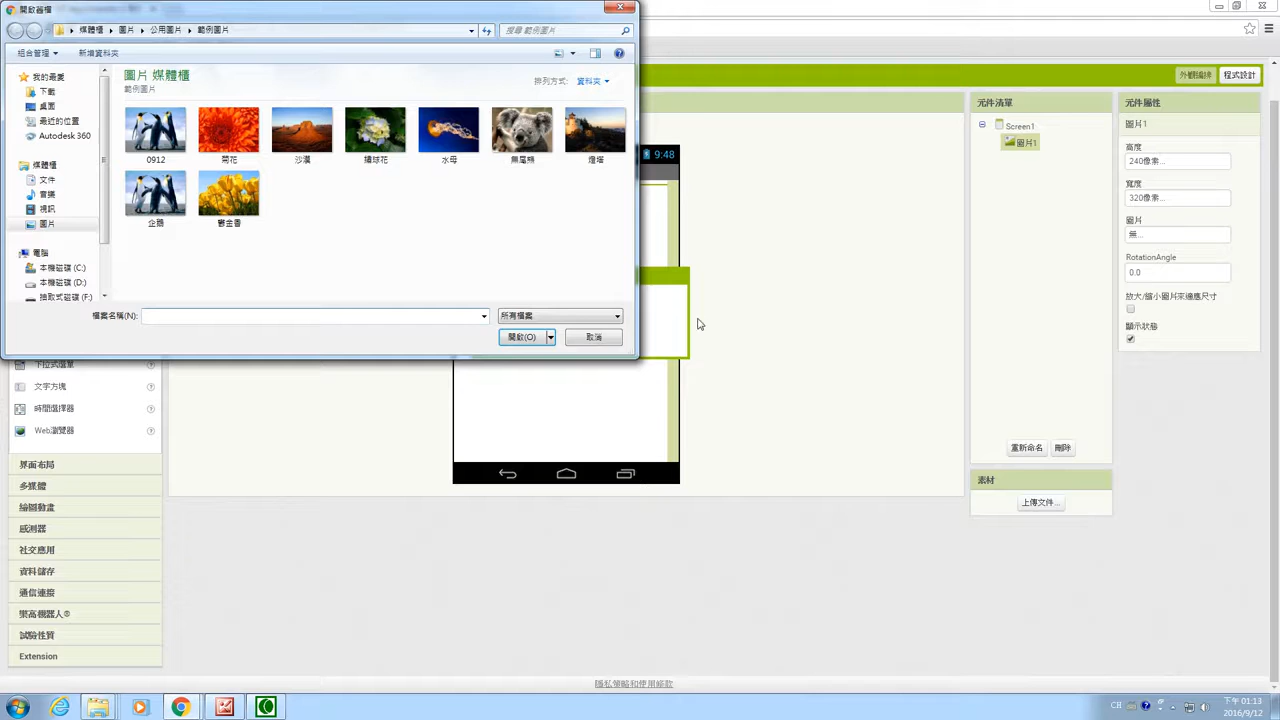 開啟器檔
媒體櫃 ▸ 圖片 ▸ 公用圖片 ▸ 範例圖片
搜尋 範例圖片
組合管理
新增資料夾
我的最愛
下載
桌面
最近的位置
Autodesk 360
媒體櫃
文件
音樂
視訊
圖片
電腦
本機磁碟 (C:)
本機磁碟 (D:)
抽取式磁碟 (F:)
圖片 媒體櫃
範例圖片
排列方式: 資料夾
0912
菊花
沙漠
繡球花
水母
無尾熊
燈塔
企鵝
鬱金香
檔案名稱(N):
所有檔案
開啟(O)
取消
外觀編排
程式設計
9:48
元件清單
Screen1
圖片1
重新命名
刪除
素材
上傳文件...
元件屬性
圖片1
高度
240像素...
寬度
320像素...
圖片
無...
RotationAngle
0.0
放大/縮小圖片來適應尺寸
顯示狀態
下拉式選單
文字方塊
時間選擇器
Web瀏覽器
界面布局
多媒體
繪圖動畫
感測器
社交應用
資料儲存
通信連接
樂高機器人®
試驗性質
Extension
隱私策略和使用條款
CH
下午 01:13
2016/9/12